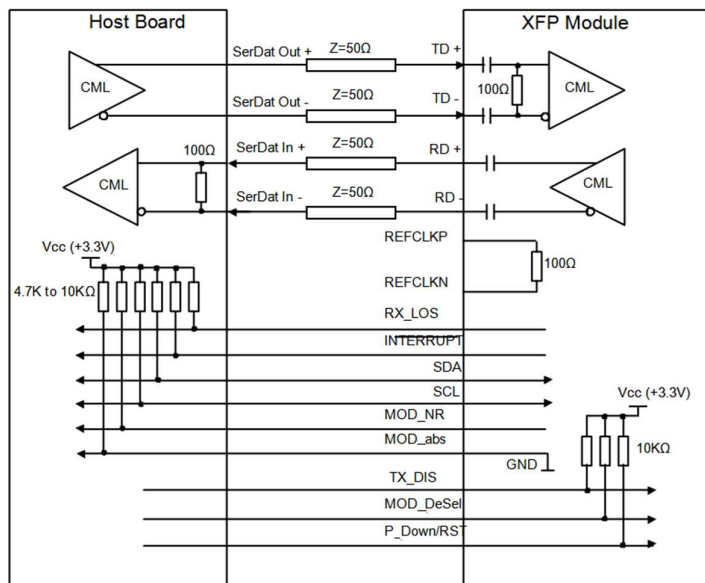 Host Board
XFP Module
SerDat Out +
Z=50Ω
TD +
CML
100Ω
CML
SerDat Out -
Z=50Ω
TD -
100Ω
SerDat In +
Z=50Ω
RD +
CML
CML
SerDat In -
Z=50Ω
RD -
Vcc (+3.3V)
REFCLKP
100Ω
4.7K to 10KΩ
REFCLKN
RX_LOS
INTERRUPT
SDA
SCL
Vcc (+3.3V)
MOD_NR
MOD_abs
10KΩ
GND
TX_DIS
MOD_DeSel
P_Down/RST